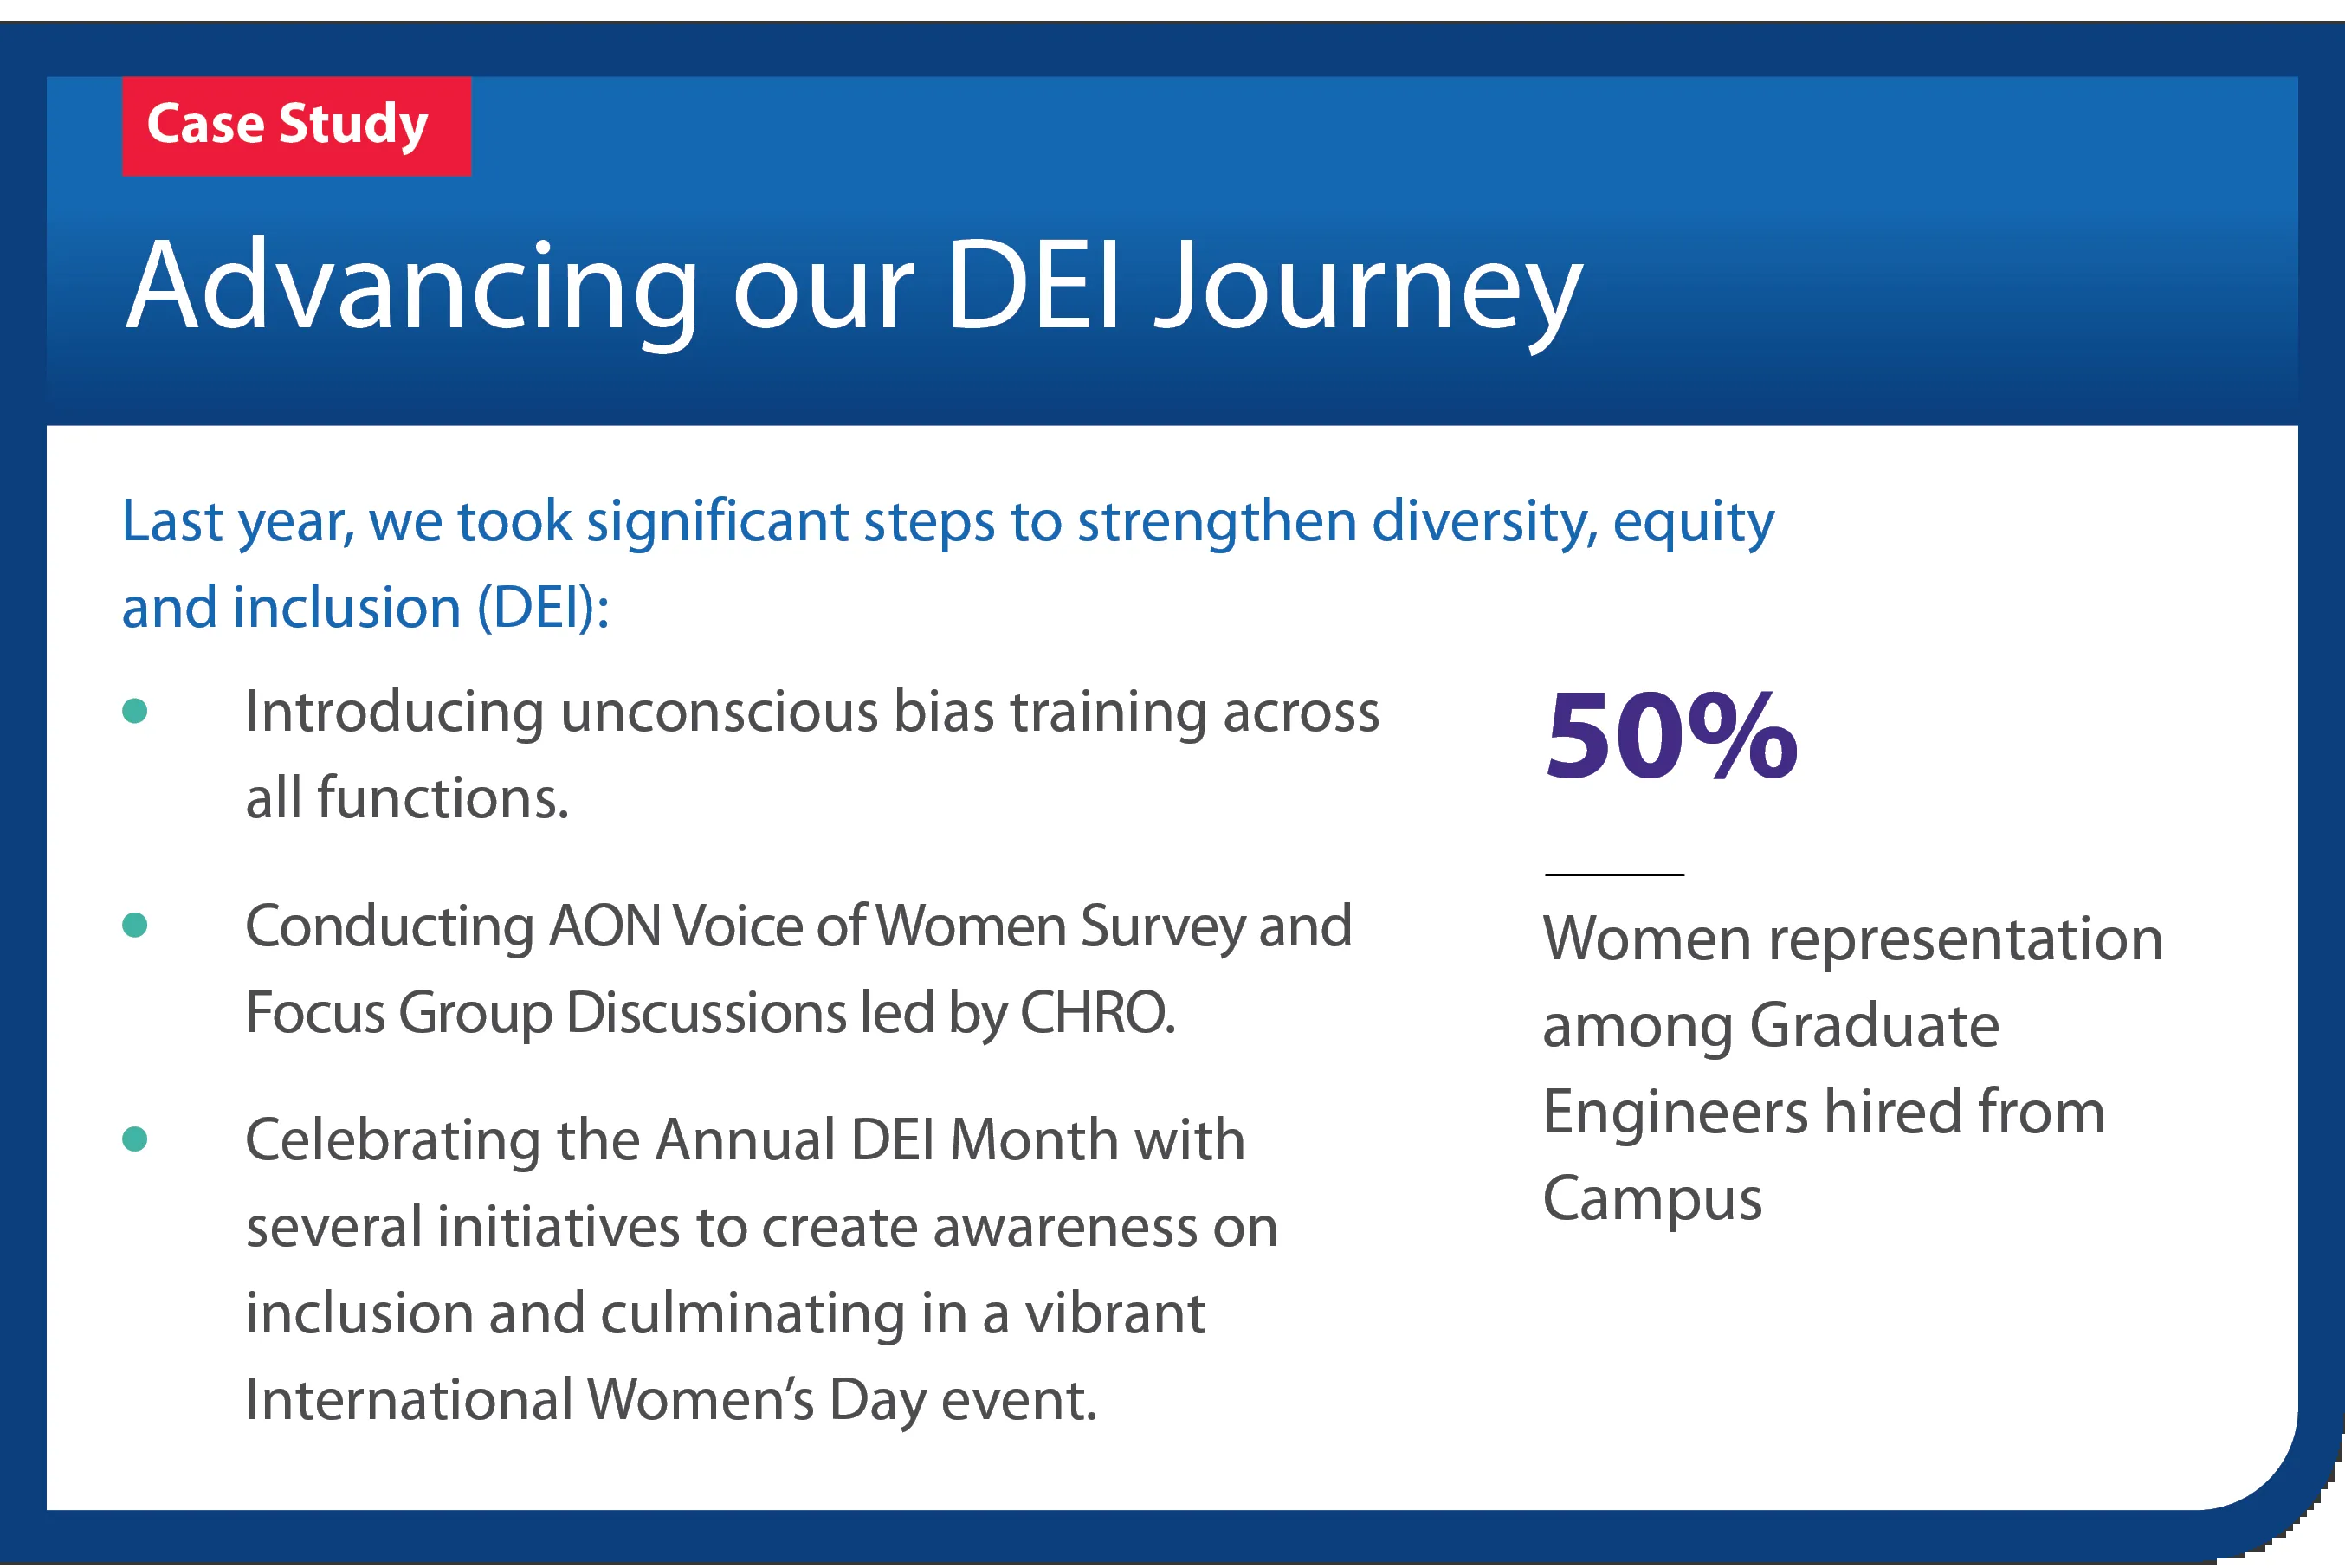 Case Study
Advancing our DEI Journey
Last year, we took significant steps to strengthen diversity, equity
and inclusion (DEI):
• Introducing unconscious bias training across
all functions.
• Conducting AON Voice of Women Survey and
Focus Group Discussions led by CHRO.
• Celebrating the Annual DEI Month with
several initiatives to create awareness on
inclusion and culminating in a vibrant
International Women’s Day event.
50%
Women representation
among Graduate
Engineers hired from
Campus